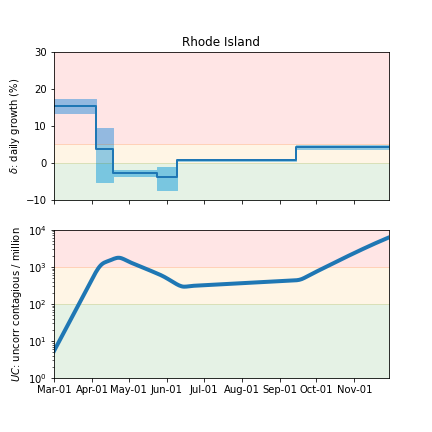 Rhode Island
30
20
10
0
−10
δ: daily growth (%)
10⁴
10³
10²
10¹
10⁰
UC: uncorr contagious / million
Mar-01 Apr-01 May-01 Jun-01 Jul-01 Aug-01 Sep-01 Oct-01 Nov-01